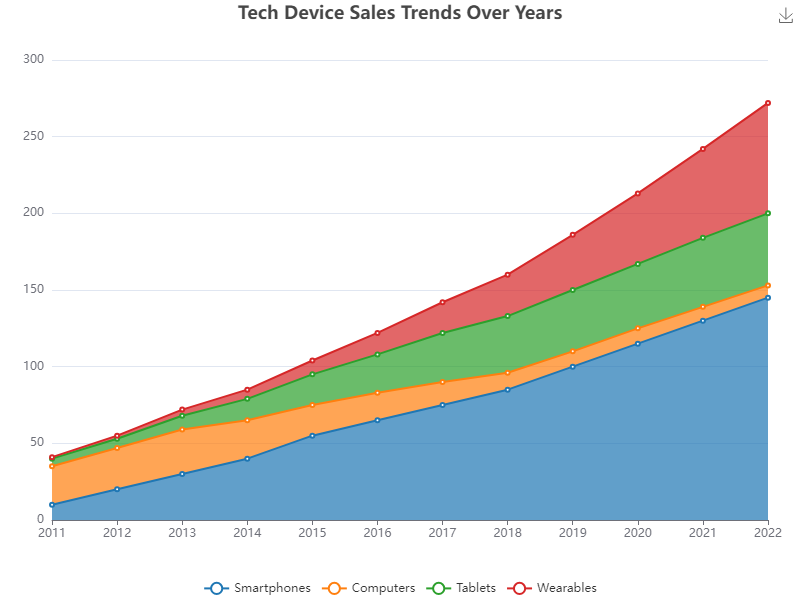 Tech Device Sales Trends Over Years
300
250
200
150
100
50
0
2011 2012 2013 2014 2015 2016 2017 2018 2019 2020 2021 2022
Smartphones Computers Tablets Wearables